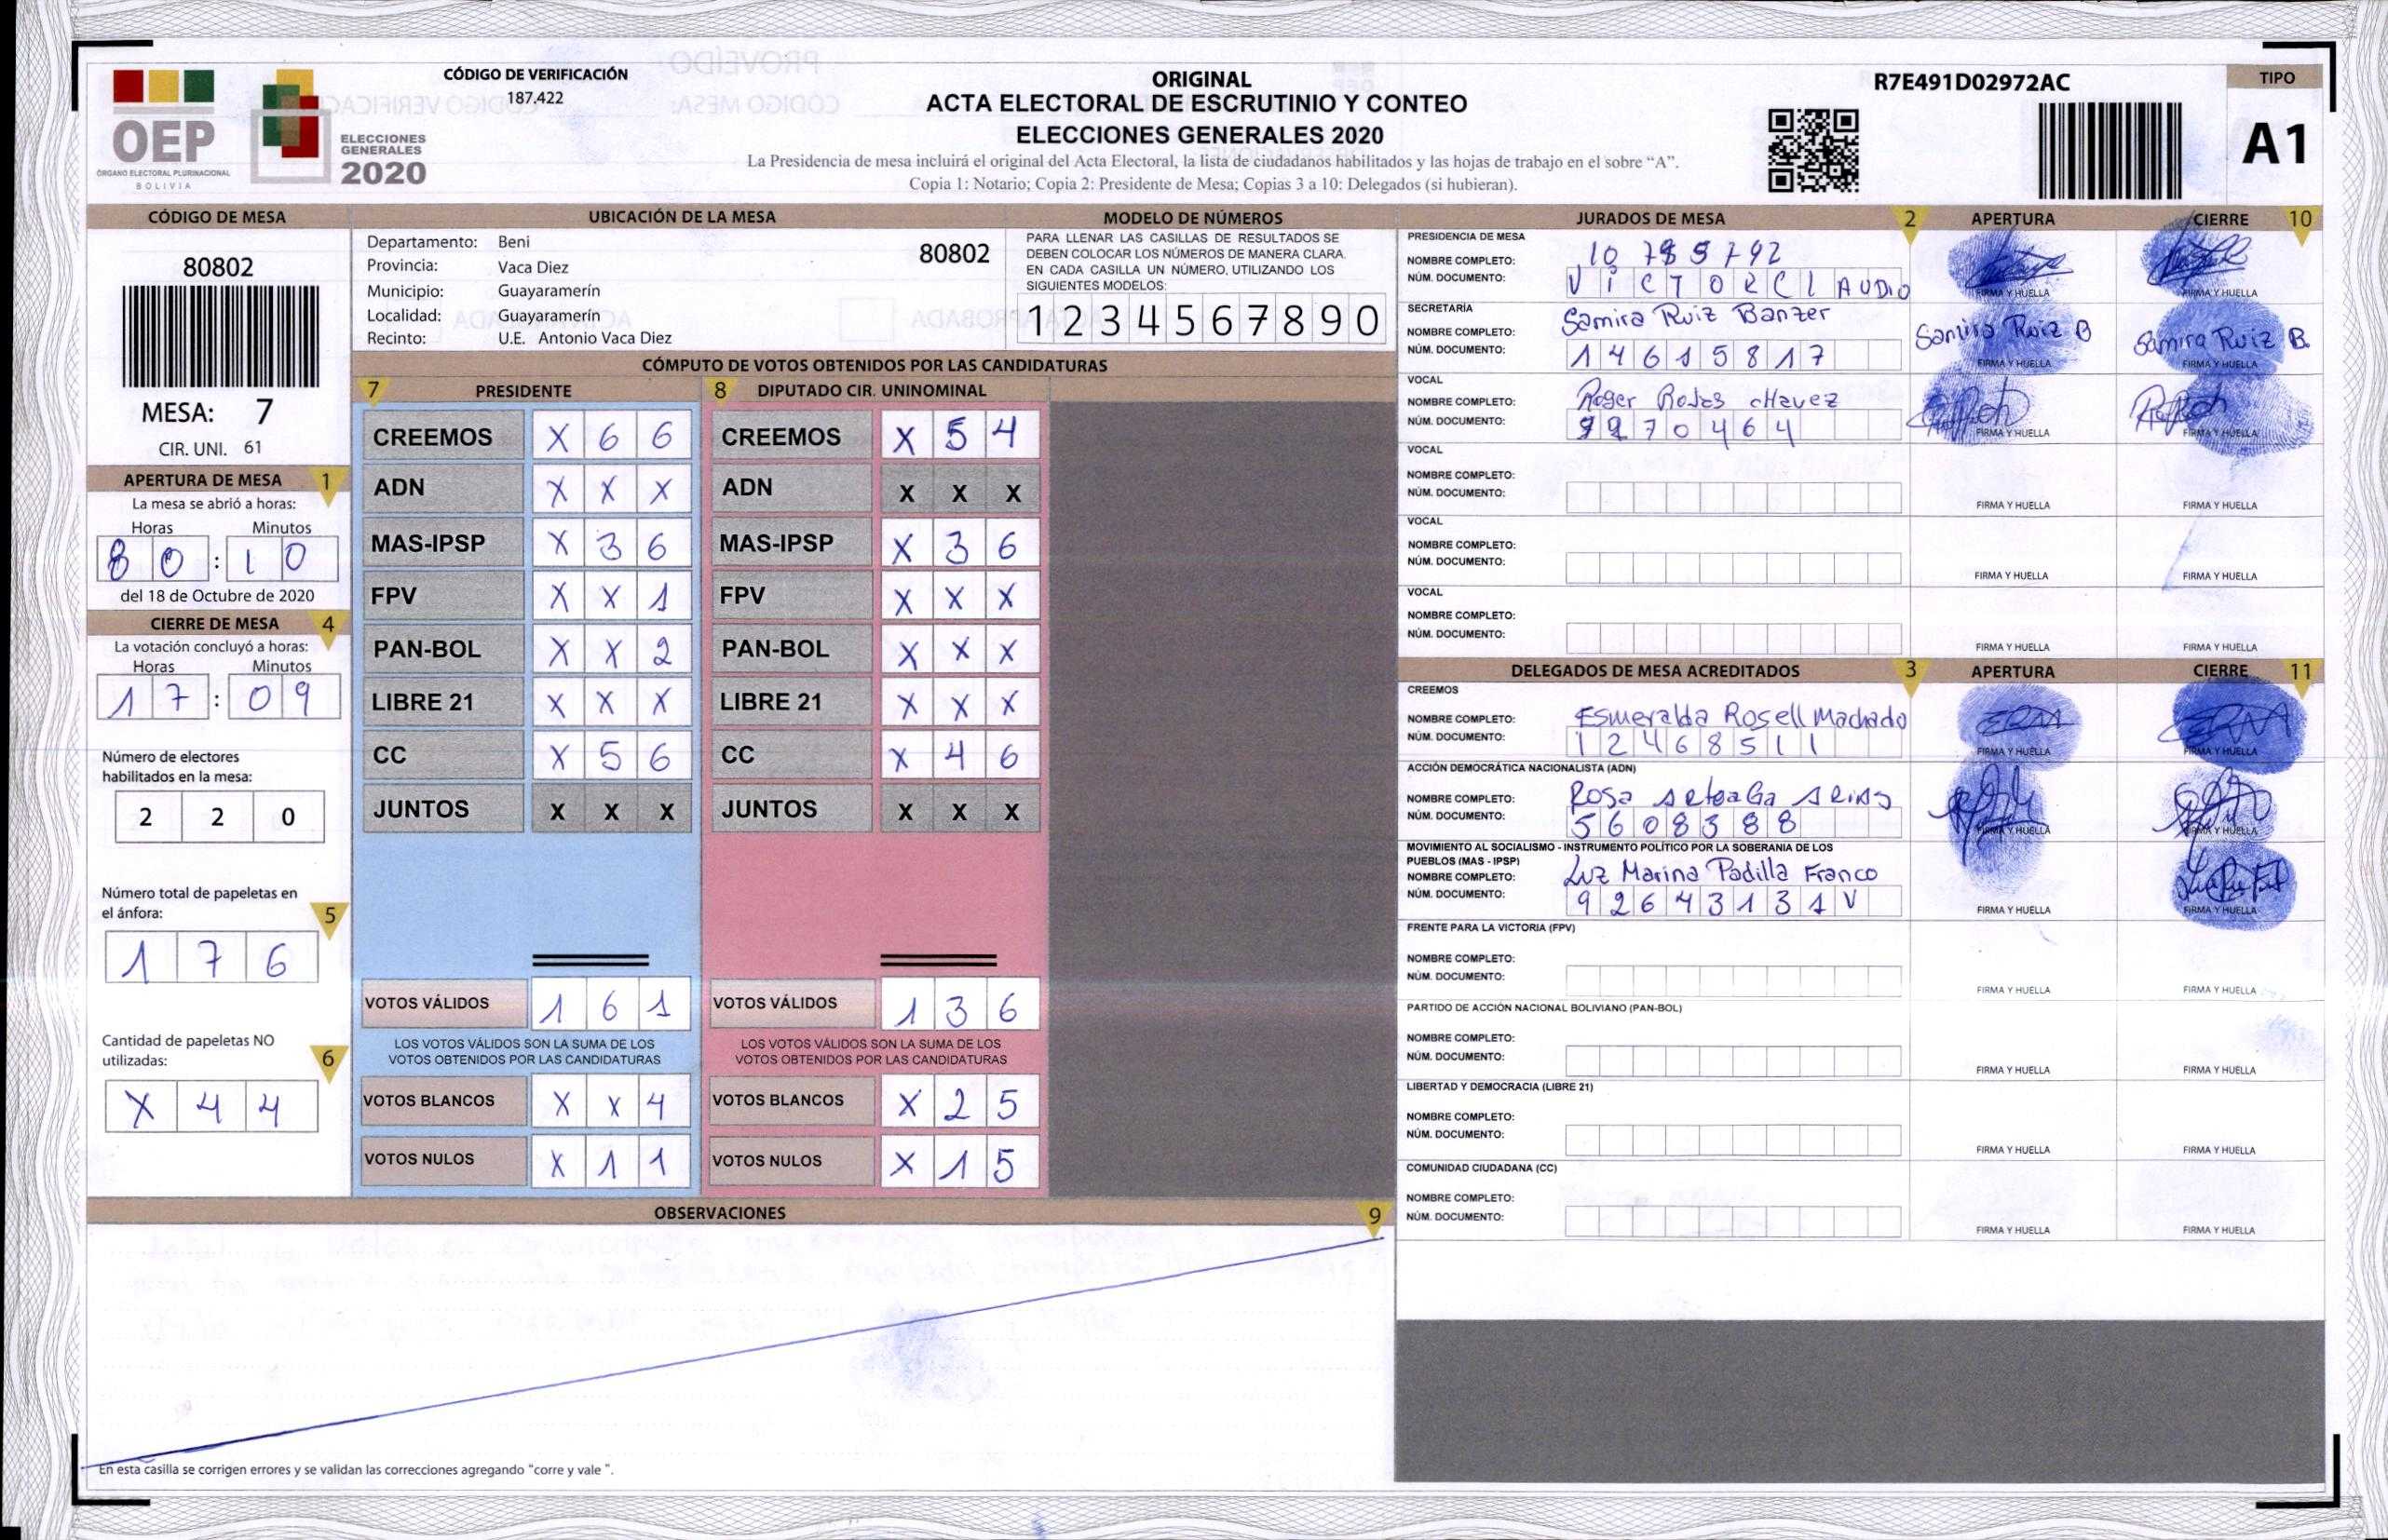 OEP
ÓRGANO ELECTORAL PLURINACIONAL
BOLIVIA
ELECCIONES
GENERALES
2020
CÓDIGO DE VERIFICACIÓN
187.422
ORIGINAL
ACTA ELECTORAL DE ESCRUTINIO Y CONTEO
ELECCIONES GENERALES 2020
La Presidencia de mesa incluirá el original del Acta Electoral, la lista de ciudadanos habilitados y las hojas de trabajo en el sobre “A”.
Copia 1: Notario; Copia 2: Presidente de Mesa; Copias 3 a 10: Delegados (si hubieran).
R7E491D02972AC
TIPO
A1
CÓDIGO DE MESA
80802
MESA: 7
CIR. UNI. 61
APERTURA DE MESA 1
La mesa se abrió a horas:
Horas Minutos
8 0 : 1 0
del 18 de Octubre de 2020
CIERRE DE MESA 4
La votación concluyó a horas:
Horas Minutos
1 7 : 0 9
Número de electores
habilitados en la mesa:
2 2 0
Número total de papeletas en
el ánfora: 5
1 7 6
Cantidad de papeletas NO
utilizadas: 6
X 4 4
UBICACIÓN DE LA MESA
Departamento: Beni 80802
Provincia: Vaca Diez
Municipio: Guayaramerín
Localidad: Guayaramerín
Recinto: U.E. Antonio Vaca Diez
MODELO DE NÚMEROS
PARA LLENAR LAS CASILLAS DE RESULTADOS SE
DEBEN COLOCAR LOS NÚMEROS DE MANERA CLARA.
EN CADA CASILLA UN NÚMERO, UTILIZANDO LOS
SIGUIENTES MODELOS:
1 2 3 4 5 6 7 8 9 0
CÓMPUTO DE VOTOS OBTENIDOS POR LAS CANDIDATURAS
7 PRESIDENTE
CREEMOS X 6 6
ADN X X X
MAS-IPSP X 3 6
FPV X X 1
PAN-BOL X X 2
LIBRE 21 X X X
CC X 5 6
JUNTOS X X X
VOTOS VÁLIDOS 1 6 1
LOS VOTOS VÁLIDOS SON LA SUMA DE LOS
VOTOS OBTENIDOS POR LAS CANDIDATURAS
VOTOS BLANCOS X X 4
VOTOS NULOS X 1 1
8 DIPUTADO CIR. UNINOMINAL
CREEMOS X 5 4
ADN X X X
MAS-IPSP X 3 6
FPV X X X
PAN-BOL X X X
LIBRE 21 X X X
CC X 4 6
JUNTOS X X X
VOTOS VÁLIDOS 1 3 6
LOS VOTOS VÁLIDOS SON LA SUMA DE LOS
VOTOS OBTENIDOS POR LAS CANDIDATURAS
VOTOS BLANCOS X 2 5
VOTOS NULOS X 1 5
OBSERVACIONES 9
En esta casilla se corrigen errores y se validan las correcciones agregando "corre y vale ".
JURADOS DE MESA 2 APERTURA CIERRE 10
PRESIDENCIA DE MESA
NOMBRE COMPLETO:
NÚM. DOCUMENTO: V I C T O R C L AUDIO
FIRMA Y HUELLA FIRMA Y HUELLA
SECRETARÍA
NOMBRE COMPLETO: Samira Ruiz Banzer Samira Ruiz B Samira Ruiz B.
NÚM. DOCUMENTO: 1 4 6 1 5 8 1 7
FIRMA Y HUELLA FIRMA Y HUELLA
VOCAL
NOMBRE COMPLETO: Roger Rojas cHavez
NÚM. DOCUMENTO: 9 2 7 0 4 6 4
FIRMA Y HUELLA FIRMA Y HUELLA
VOCAL
NOMBRE COMPLETO:
NÚM. DOCUMENTO:
FIRMA Y HUELLA FIRMA Y HUELLA
VOCAL
NOMBRE COMPLETO:
NÚM. DOCUMENTO:
FIRMA Y HUELLA FIRMA Y HUELLA
VOCAL
NOMBRE COMPLETO:
NÚM. DOCUMENTO:
FIRMA Y HUELLA FIRMA Y HUELLA
DELEGADOS DE MESA ACREDITADOS 3 APERTURA CIERRE 11
CREEMOS
NOMBRE COMPLETO: Esmeralda Rosell Machado
NÚM. DOCUMENTO: 1 2 4 6 8 5 1 1
FIRMA Y HUELLA FIRMA Y HUELLA
ACCIÓN DEMOCRÁTICA NACIONALISTA (ADN)
NOMBRE COMPLETO: Rosa Arteaga Arias
NÚM. DOCUMENTO: 5 6 0 8 3 8 8
FIRMA Y HUELLA FIRMA Y HUELLA
MOVIMIENTO AL SOCIALISMO - INSTRUMENTO POLÍTICO POR LA SOBERANIA DE LOS
PUEBLOS (MAS - IPSP)
NOMBRE COMPLETO: Luz Marina Padilla Franco
NÚM. DOCUMENTO: 9 2 6 4 3 1 3 1 V
FIRMA Y HUELLA FIRMA Y HUELLA
FRENTE PARA LA VICTORIA (FPV)
NOMBRE COMPLETO:
NÚM. DOCUMENTO:
FIRMA Y HUELLA FIRMA Y HUELLA
PARTIDO DE ACCIÓN NACIONAL BOLIVIANO (PAN-BOL)
NOMBRE COMPLETO:
NÚM. DOCUMENTO:
FIRMA Y HUELLA FIRMA Y HUELLA
LIBERTAD Y DEMOCRACIA (LIBRE 21)
NOMBRE COMPLETO:
NÚM. DOCUMENTO:
FIRMA Y HUELLA FIRMA Y HUELLA
COMUNIDAD CIUDADANA (CC)
NOMBRE COMPLETO:
NÚM. DOCUMENTO:
FIRMA Y HUELLA FIRMA Y HUELLA